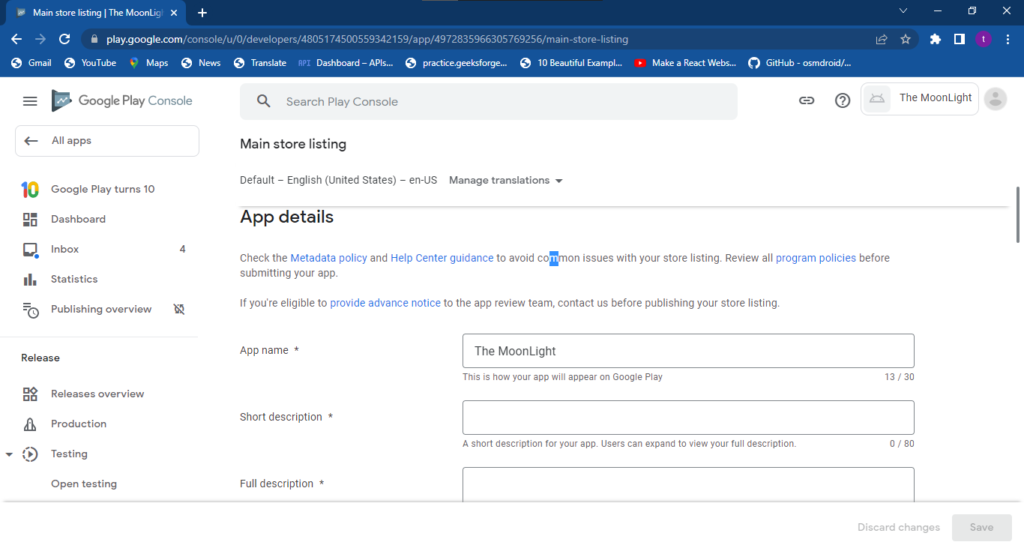 Main store listing | The MoonLig
play.google.com/console/u/0/developers/4805174500559342159/app/4972835966305769256/main-store-listing
Gmail YouTube Maps News Translate API Dashboard – APIs... practice.geeksforge... 10 Beautiful Exampl... Make a React Webs... GitHub - osmdroid/...
t
Google Play Console
Search Play Console
The MoonLight
All apps
Main store listing
Default – English (United States) – en-US Manage translations
Google Play turns 10
Dashboard
Inbox 4
Statistics
Publishing overview
Release
Releases overview
Production
Testing
Open testing
App details
Check the Metadata policy and Help Center guidance to avoid common issues with your store listing. Review all program policies before
submitting your app.
If you're eligible to provide advance notice to the app review team, contact us before publishing your store listing.
App name *
The MoonLight
This is how your app will appear on Google Play 13 / 30
Short description *
A short description for your app. Users can expand to view your full description. 0 / 80
Full description *
Discard changes Save